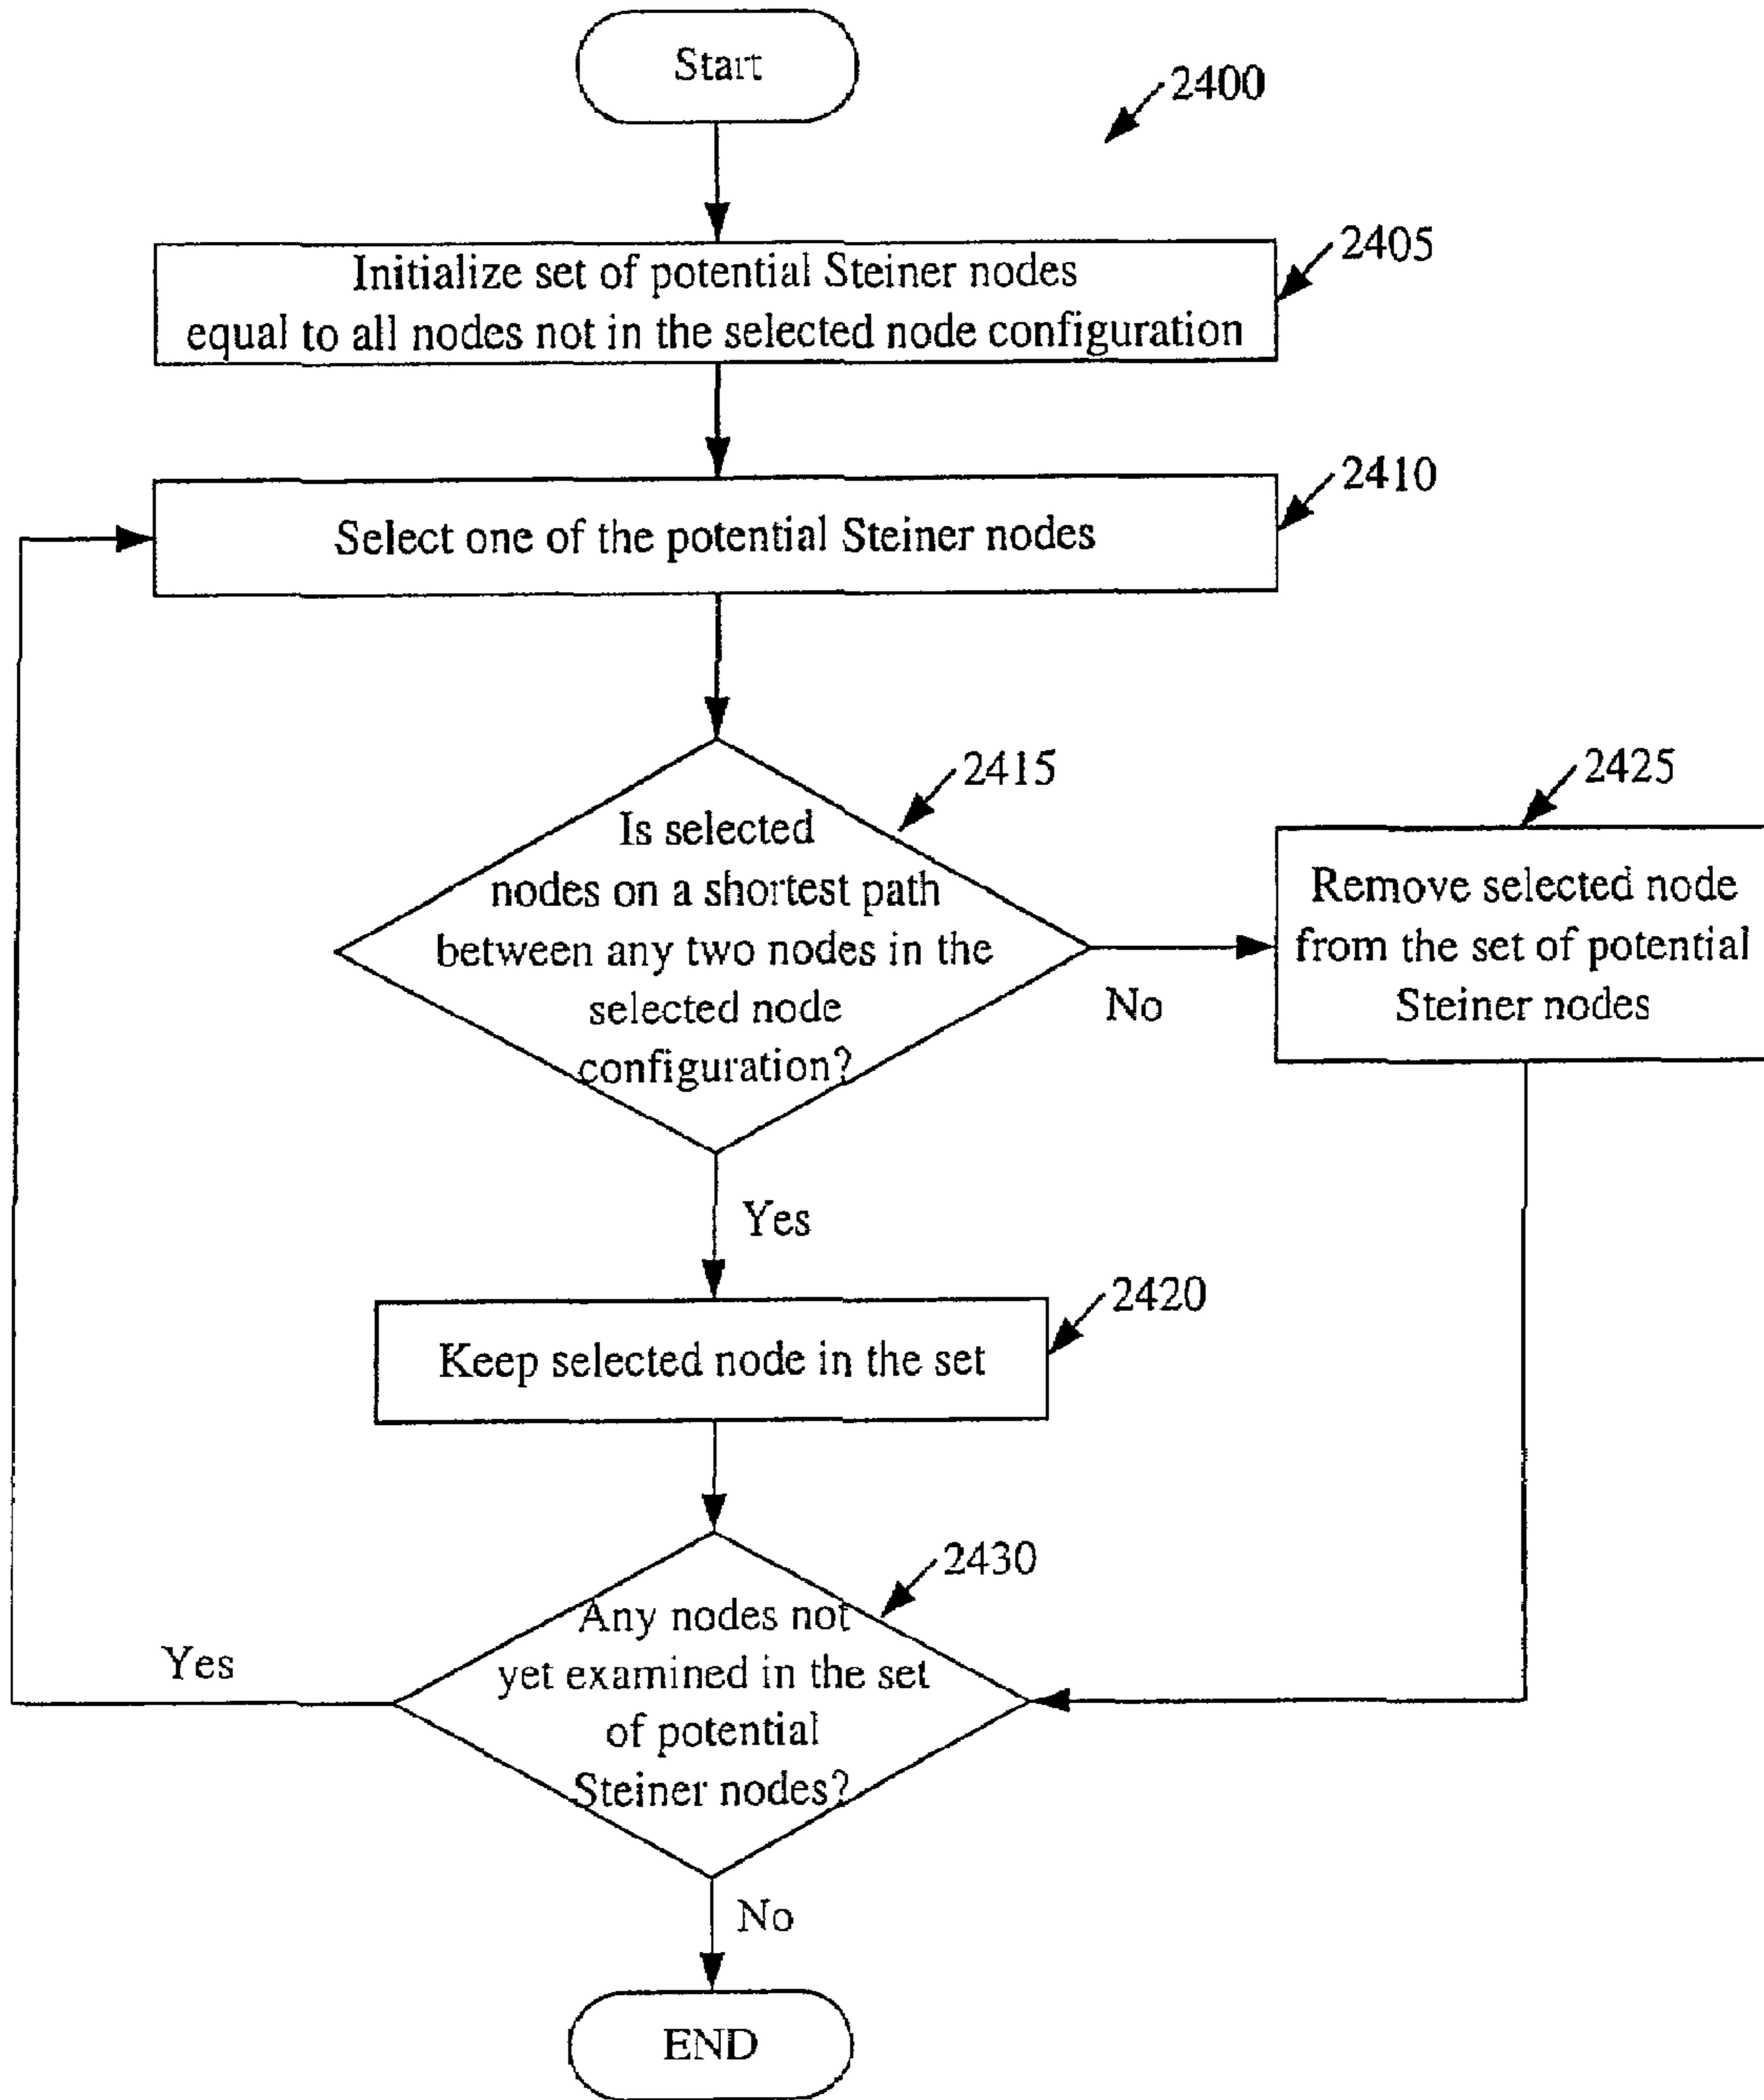 Start
2400
2405
Initialize set of potential Steiner nodes
equal to all nodes not in the selected node configuration
2410
Select one of the potential Steiner nodes
2415
Is selected
nodes on a shortest path
between any two nodes in the
selected node
configuration?
No
2425
Remove selected node
from the set of potential
Steiner nodes
Yes
2420
Keep selected node in the set
2430
Any nodes not
yet examined in the set
of potential
Steiner nodes?
Yes
No
END